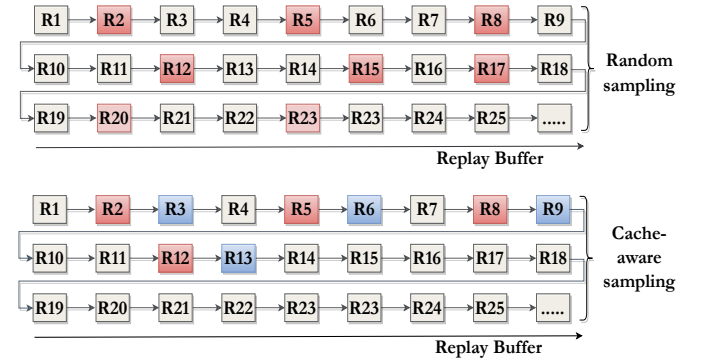 R1 R2 R3 R4 R5 R6 R7 R8 R9
R10 R11 R12 R13 R14 R15 R16 R17 R18
R19 R20 R21 R22 R23 R23 R24 R25 .....
Random
sampling
Replay Buffer
R1 R2 R3 R4 R5 R6 R7 R8 R9
R10 R11 R12 R13 R14 R15 R16 R17 R18
R19 R20 R21 R22 R23 R23 R24 R25 .....
Cache-
aware
sampling
Replay Buffer